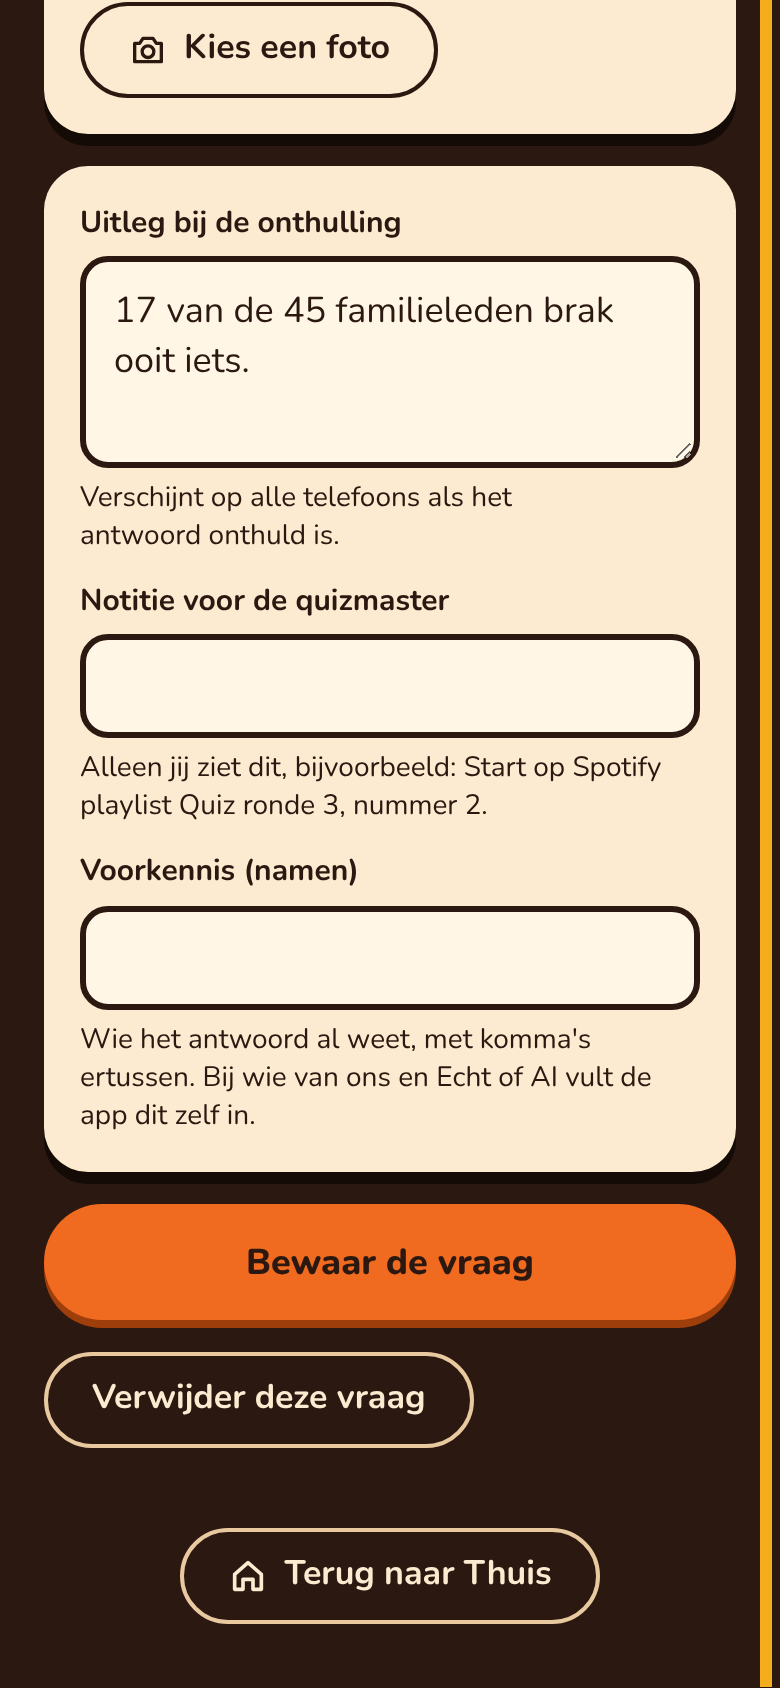 Kies een foto
Uitleg bij de onthulling
17 van de 45 familieleden brak
ooit iets.
Verschijnt op alle telefoons als het
antwoord onthuld is.
Notitie voor de quizmaster
Alleen jij ziet dit, bijvoorbeeld: Start op Spotify
playlist Quiz ronde 3, nummer 2.
Voorkennis (namen)
Wie het antwoord al weet, met komma's
ertussen. Bij wie van ons en Echt of AI vult de
app dit zelf in.
Bewaar de vraag
Verwijder deze vraag
Terug naar Thuis